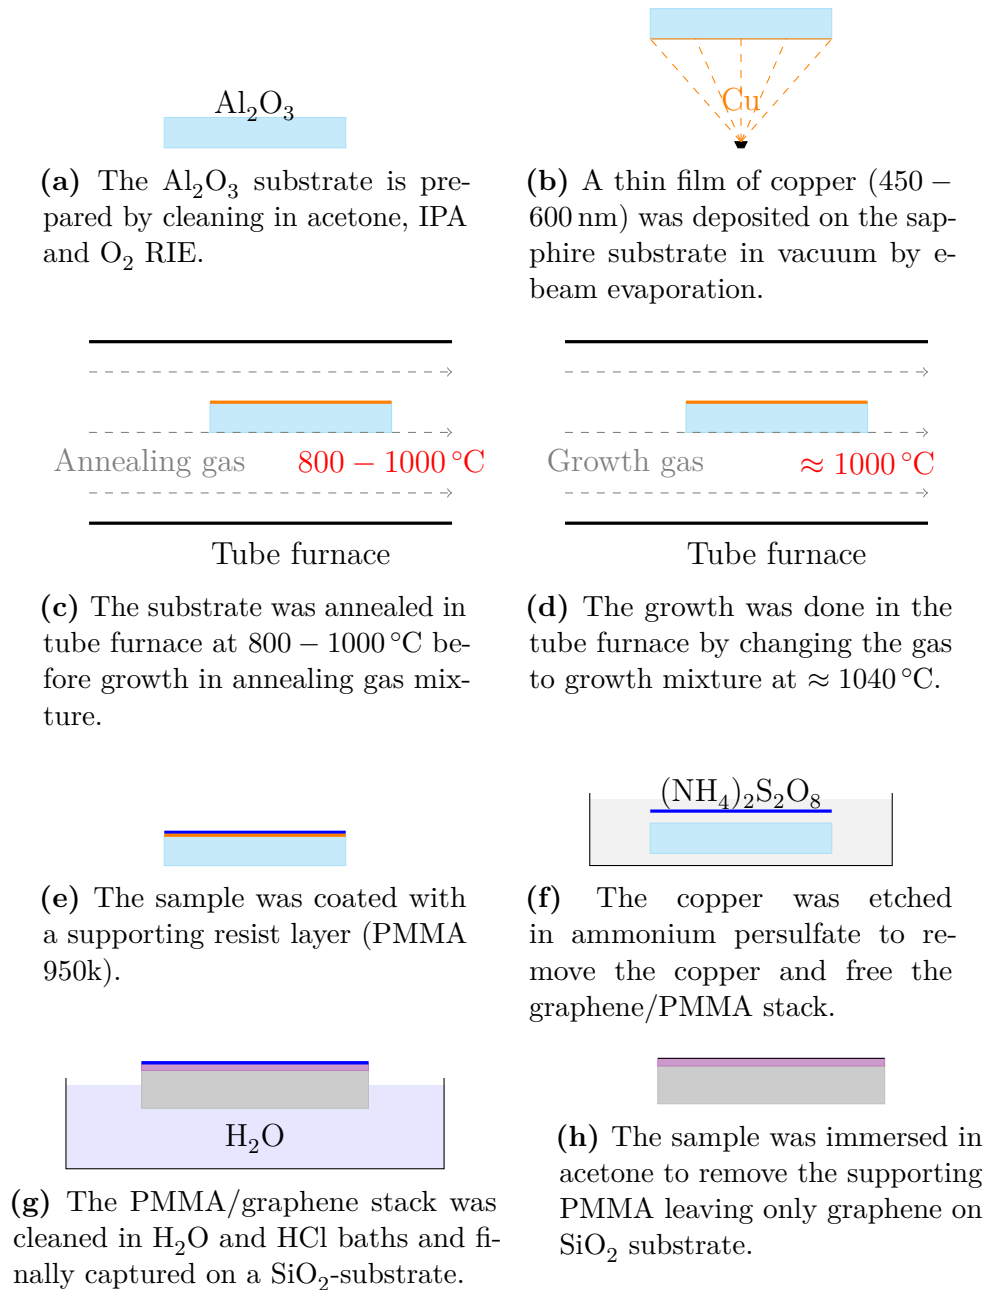 Al₂O₃
(a) The Al₂O₃ substrate is pre-
pared by cleaning in acetone, IPA
and O₂ RIE.
Cu
(b) A thin film of copper (450 –
600 nm) was deposited on the sap-
phire substrate in vacuum by e-
beam evaporation.
Annealing gas 800 – 1000 °C
Tube furnace
(c) The substrate was annealed in
tube furnace at 800 – 1000 °C be-
fore growth in annealing gas mix-
ture.
Growth gas ≈ 1000 °C
Tube furnace
(d) The growth was done in the
tube furnace by changing the gas
to growth mixture at ≈ 1040 °C.
(e) The sample was coated with
a supporting resist layer (PMMA
950k).
(NH₄)₂S₂O₈
(f) The copper was etched
in ammonium persulfate to re-
move the copper and free the
graphene/PMMA stack.
H₂O
(g) The PMMA/graphene stack was
cleaned in H₂O and HCl baths and fi-
nally captured on a SiO₂-substrate.
(h) The sample was immersed in
acetone to remove the supporting
PMMA leaving only graphene on
SiO₂ substrate.